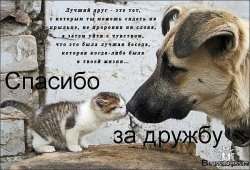 Лучший друг - это тот,
с которым ты можешь сидеть на
крыльце, не проронив ни слова,
а затем уйти с чувством,
что это была лучшая беседа,
которая когда-либо была
в твоей жизни...
Спасибо
за дружбу